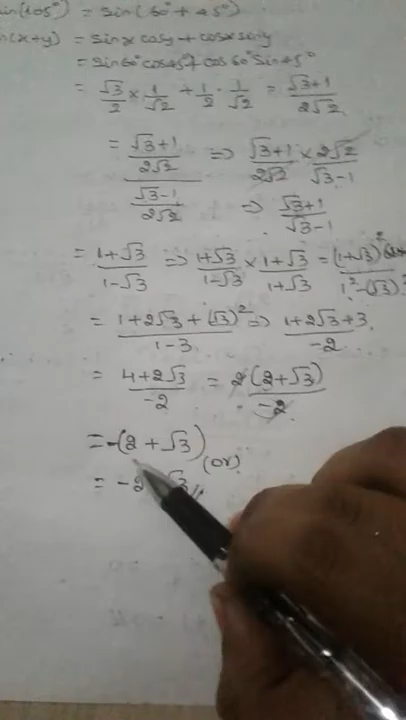 in(105°) = sin(60° + 45°)
(x+y) = sinx cosy + cosx siny
= sin60° cos45° + cos60° sin45°
= √3/2 × 1/√2 + 1/2 · 1/√2 = √3+1/2√2
= √3+1/2√2 / √3-1/2√2 => √3+1/2√2 × 2√2/√3-1
=> √3+1/√3-1
= 1+√3/1-√3 => 1+√3/1-√3 × 1+√3/1+√3 = (1+√3)²/1²-(√3)²
= 1+2√3+(√3)²/1-3 => 1+2√3+3/-2
= 4+2√3/-2 = 2(2+√3)/-2
= -(2+√3)
(or)
= -2 √3//